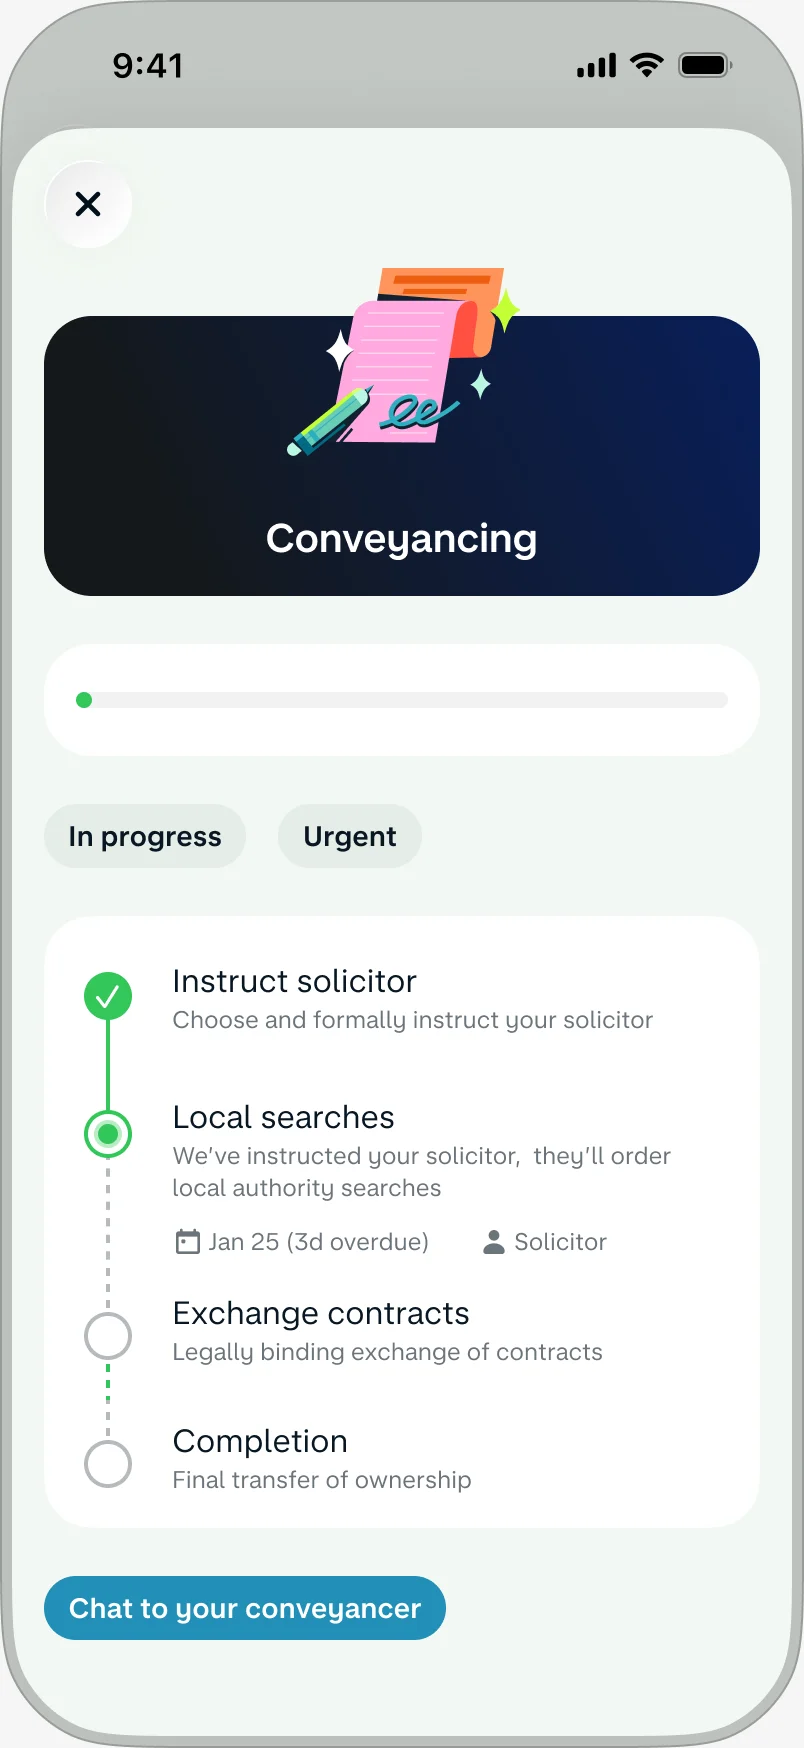 9:41
Conveyancing
In progress
Urgent
Instruct solicitor
Choose and formally instruct your solicitor
Local searches
We've instructed your solicitor,  they'll order
local authority searches
Jan 25 (3d overdue)
Solicitor
Exchange contracts
Legally binding exchange of contracts
Completion
Final transfer of ownership
Chat to your conveyancer